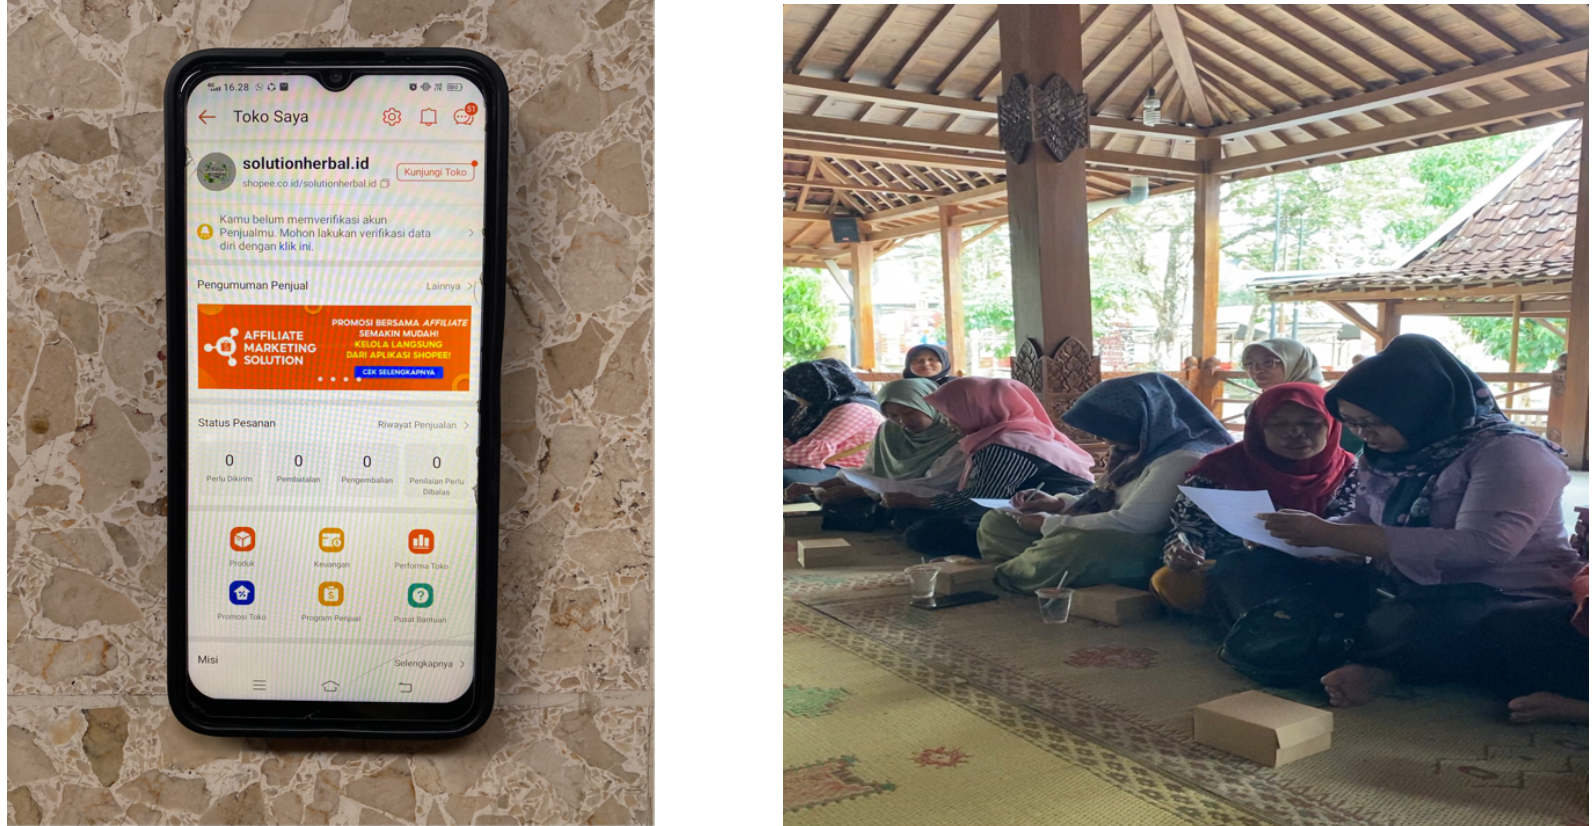 16.28
Toko Saya
51
solutionherbal.id
Kunjungi Toko
shopee.co.id/solutionherbal.id
Kamu belum memverifikasi akun
Penjualmu. Mohon lakukan verifikasi data
diri dengan klik ini.
Pengumuman Penjual
Lainnya
AFFILIATE
MARKETING
SOLUTION
PROMOSI BERSAMA AFFILIATE
SEMAKIN MUDAH!
KELOLA LANGSUNG
DARI APLIKASI SHOPEE!
CEK SELENGKAPNYA
Status Pesanan
Riwayat Penjualan
0
0
0
0
Perlu Dikirim
Pembatalan
Pengembalian
Penilaian Perlu
Dibalas
Produk
Keuangan
Performa Toko
Promosi Toko
Program Penjual
Pusat Bantuan
Misi
Selengkapnya